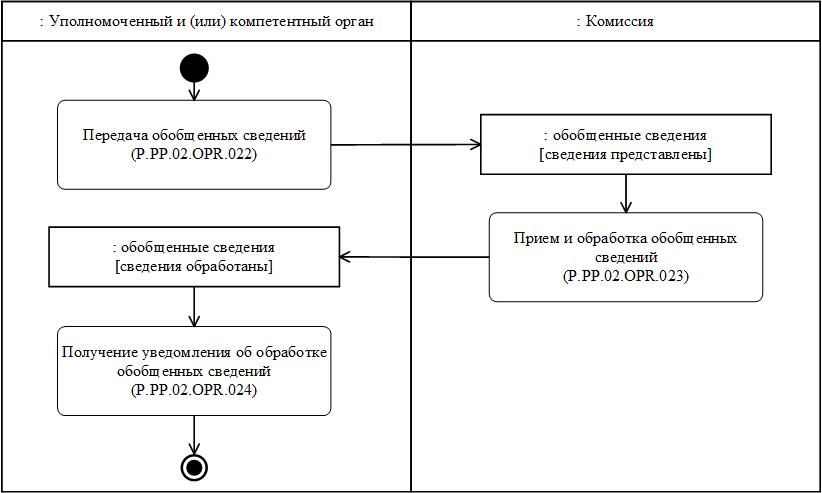 : Уполномоченный и (или) компетентный орган
: Комиссия
Передача обобщенных сведений
(P.PP.02.OPR.022)
: обобщенные сведения
[сведения представлены]
Прием и обработка обобщенных
сведений
(P.PP.02.OPR.023)
: обобщенные сведения
[сведения обработаны]
Получение уведомления об обработке
обобщенных сведений
(P.PP.02.OPR.024)